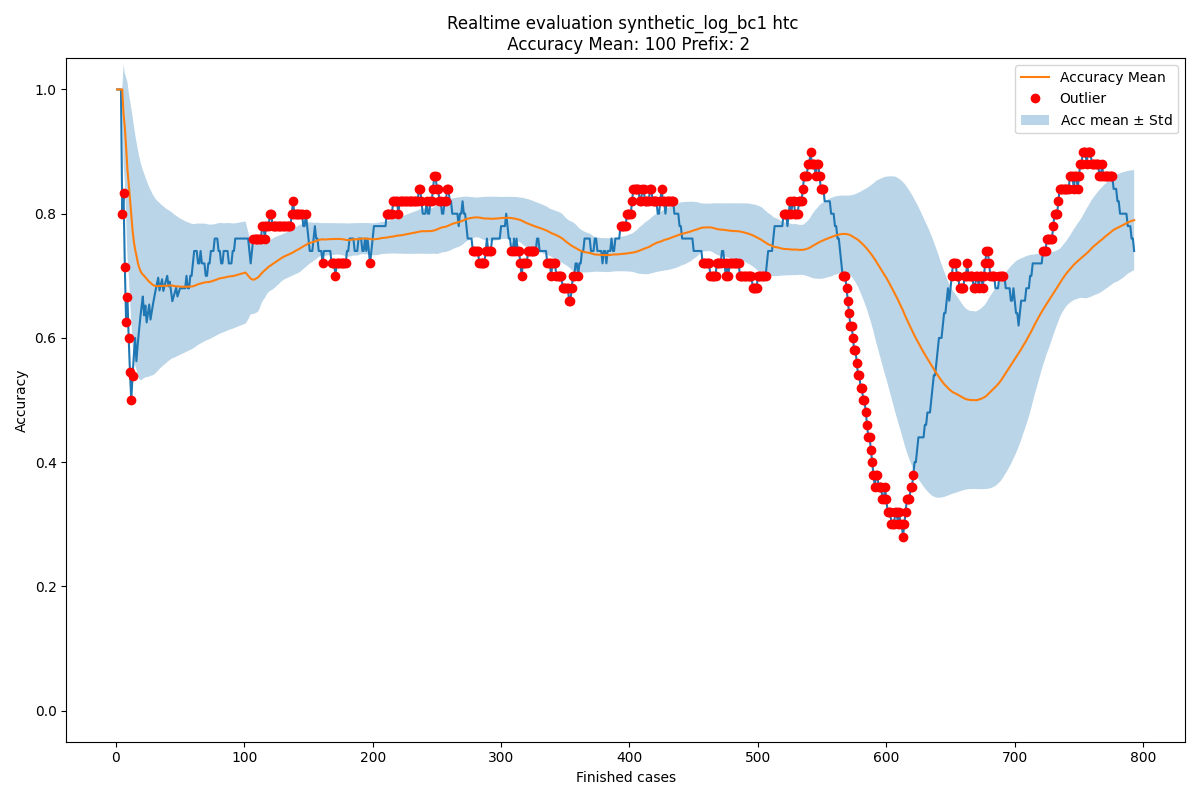 Realtime evaluation synthetic_log_bc1 htc
Accuracy Mean: 100 Prefix: 2
Accuracy Mean
Outlier
Acc mean ± Std
1.0
0.8
0.6
0.4
0.2
0.0
Accuracy
0 100 200 300 400 500 600 700 800
Finished cases